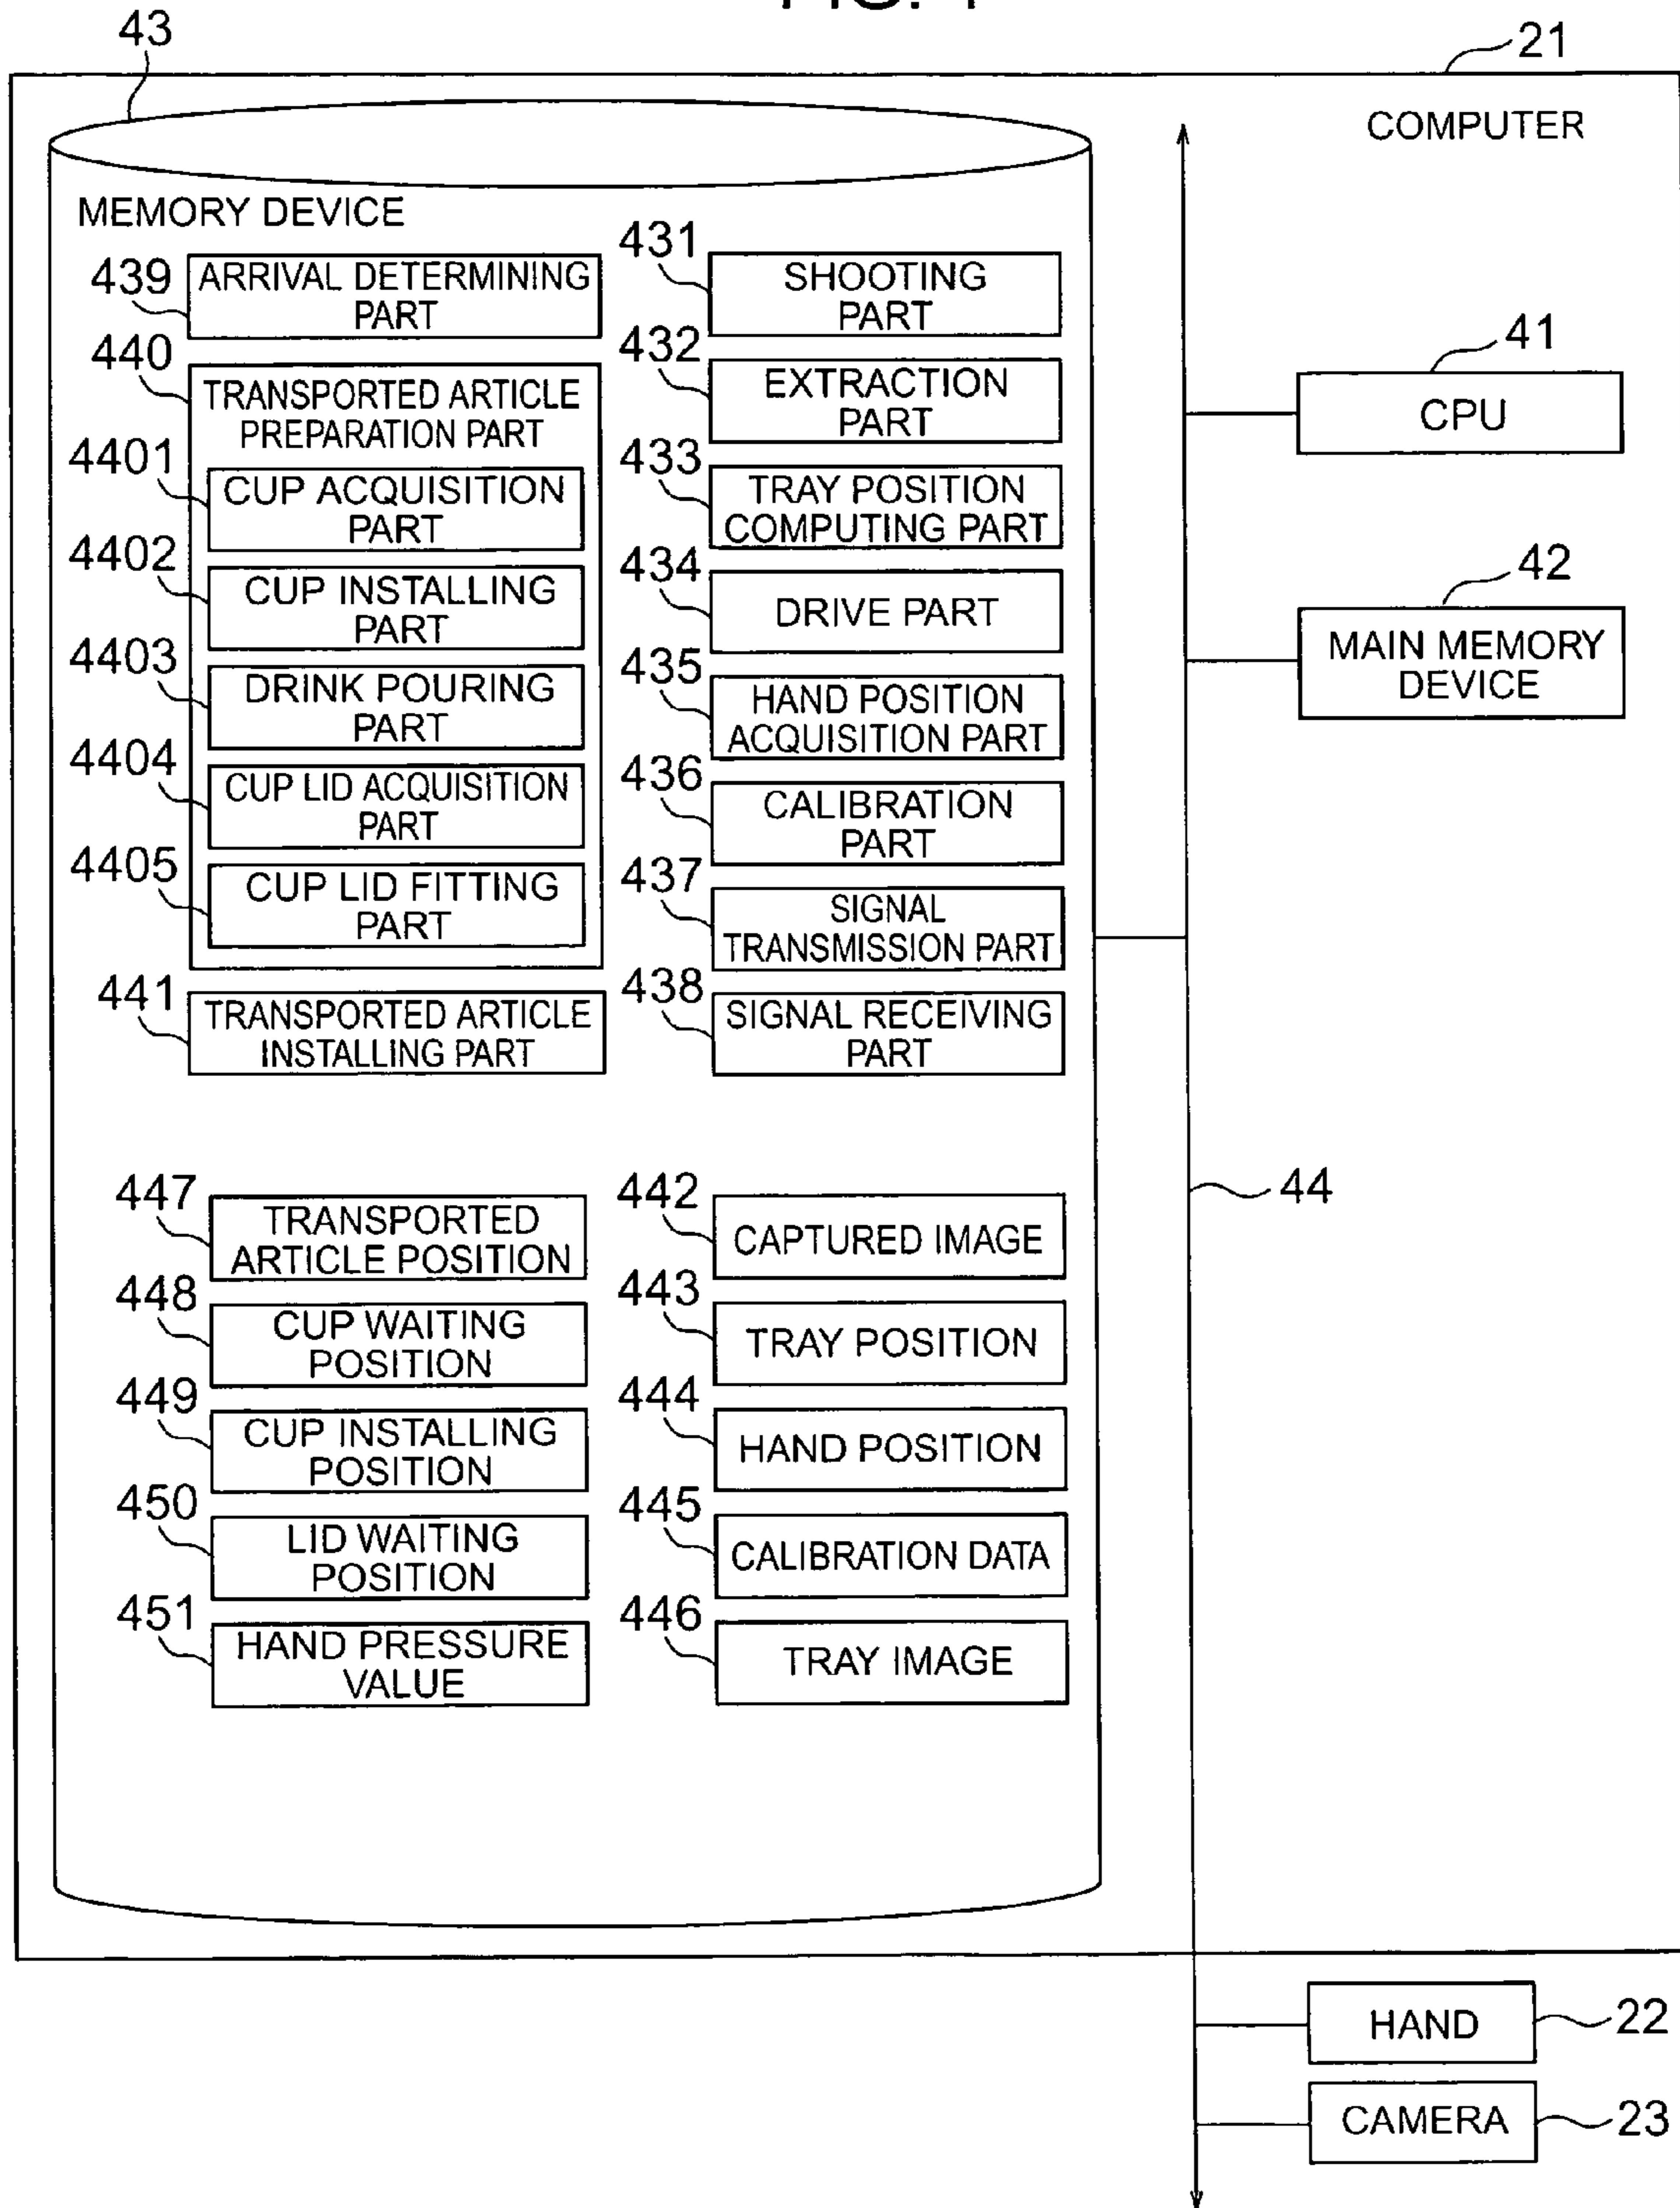 FIG. 4
43
21
COMPUTER
MEMORY DEVICE
439
ARRIVAL DETERMINING
PART
440
TRANSPORTED ARTICLE
PREPARATION PART
4401
CUP ACQUISITION
PART
4402
CUP INSTALLING
PART
4403
DRINK POURING
PART
4404
CUP LID ACQUISITION
PART
4405
CUP LID FITTING
PART
441
TRANSPORTED ARTICLE
INSTALLING PART
431
SHOOTING
PART
432
EXTRACTION
PART
433
TRAY POSITION
COMPUTING PART
434
DRIVE PART
435
HAND POSITION
ACQUISITION PART
436
CALIBRATION
PART
437
SIGNAL
TRANSMISSION PART
438
SIGNAL RECEIVING
PART
447
TRANSPORTED
ARTICLE POSITION
448
CUP WAITING
POSITION
449
CUP INSTALLING
POSITION
450
LID WAITING
POSITION
451
HAND PRESSURE
VALUE
442
CAPTURED IMAGE
443
TRAY POSITION
444
HAND POSITION
445
CALIBRATION DATA
446
TRAY IMAGE
41
CPU
42
MAIN MEMORY
DEVICE
44
HAND
22
CAMERA
23